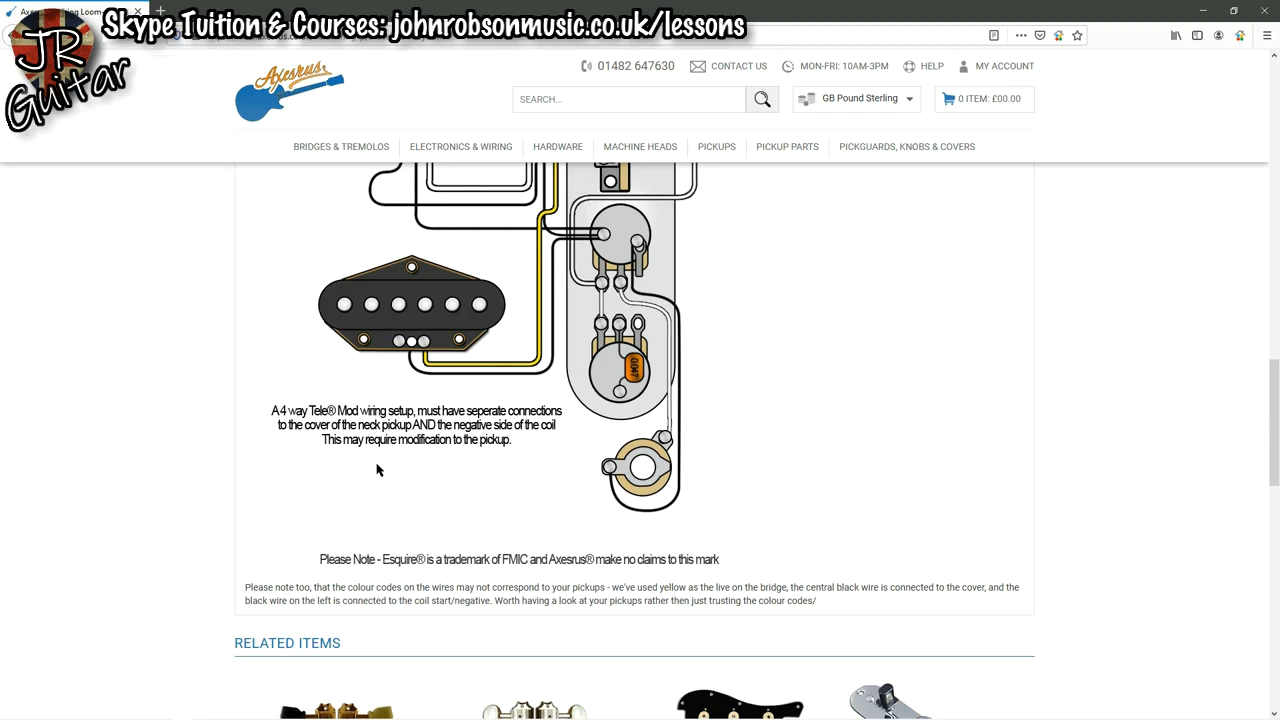 Skype Tuition & Courses: johnrobsonmusic.co.uk/lessons
JR
Guitar
Axesrus
01482 647630
CONTACT US
MON-FRI: 10AM-3PM
HELP
MY ACCOUNT
SEARCH...
GB Pound Sterling
0 ITEM: £00.00
BRIDGES & TREMOLOS
ELECTRONICS & WIRING
HARDWARE
MACHINE HEADS
PICKUPS
PICKUP PARTS
PICKGUARDS, KNOBS & COVERS
A 4 way Tele® Mod wiring setup, must have seperate connections
to the cover of the neck pickup AND the negative side of the coil
This may require modification to the pickup.
Please Note - Esquire® is a trademark of FMIC and Axesrus® make no claims to this mark
Please note too, that the colour codes on the wires may not correspond to your pickups - we've used yellow as the live on the bridge, the central black wire is connected to the cover, and the
black wire on the left is connected to the coil start/negative. Worth having a look at your pickups rather then just trusting the colour codes/
RELATED ITEMS